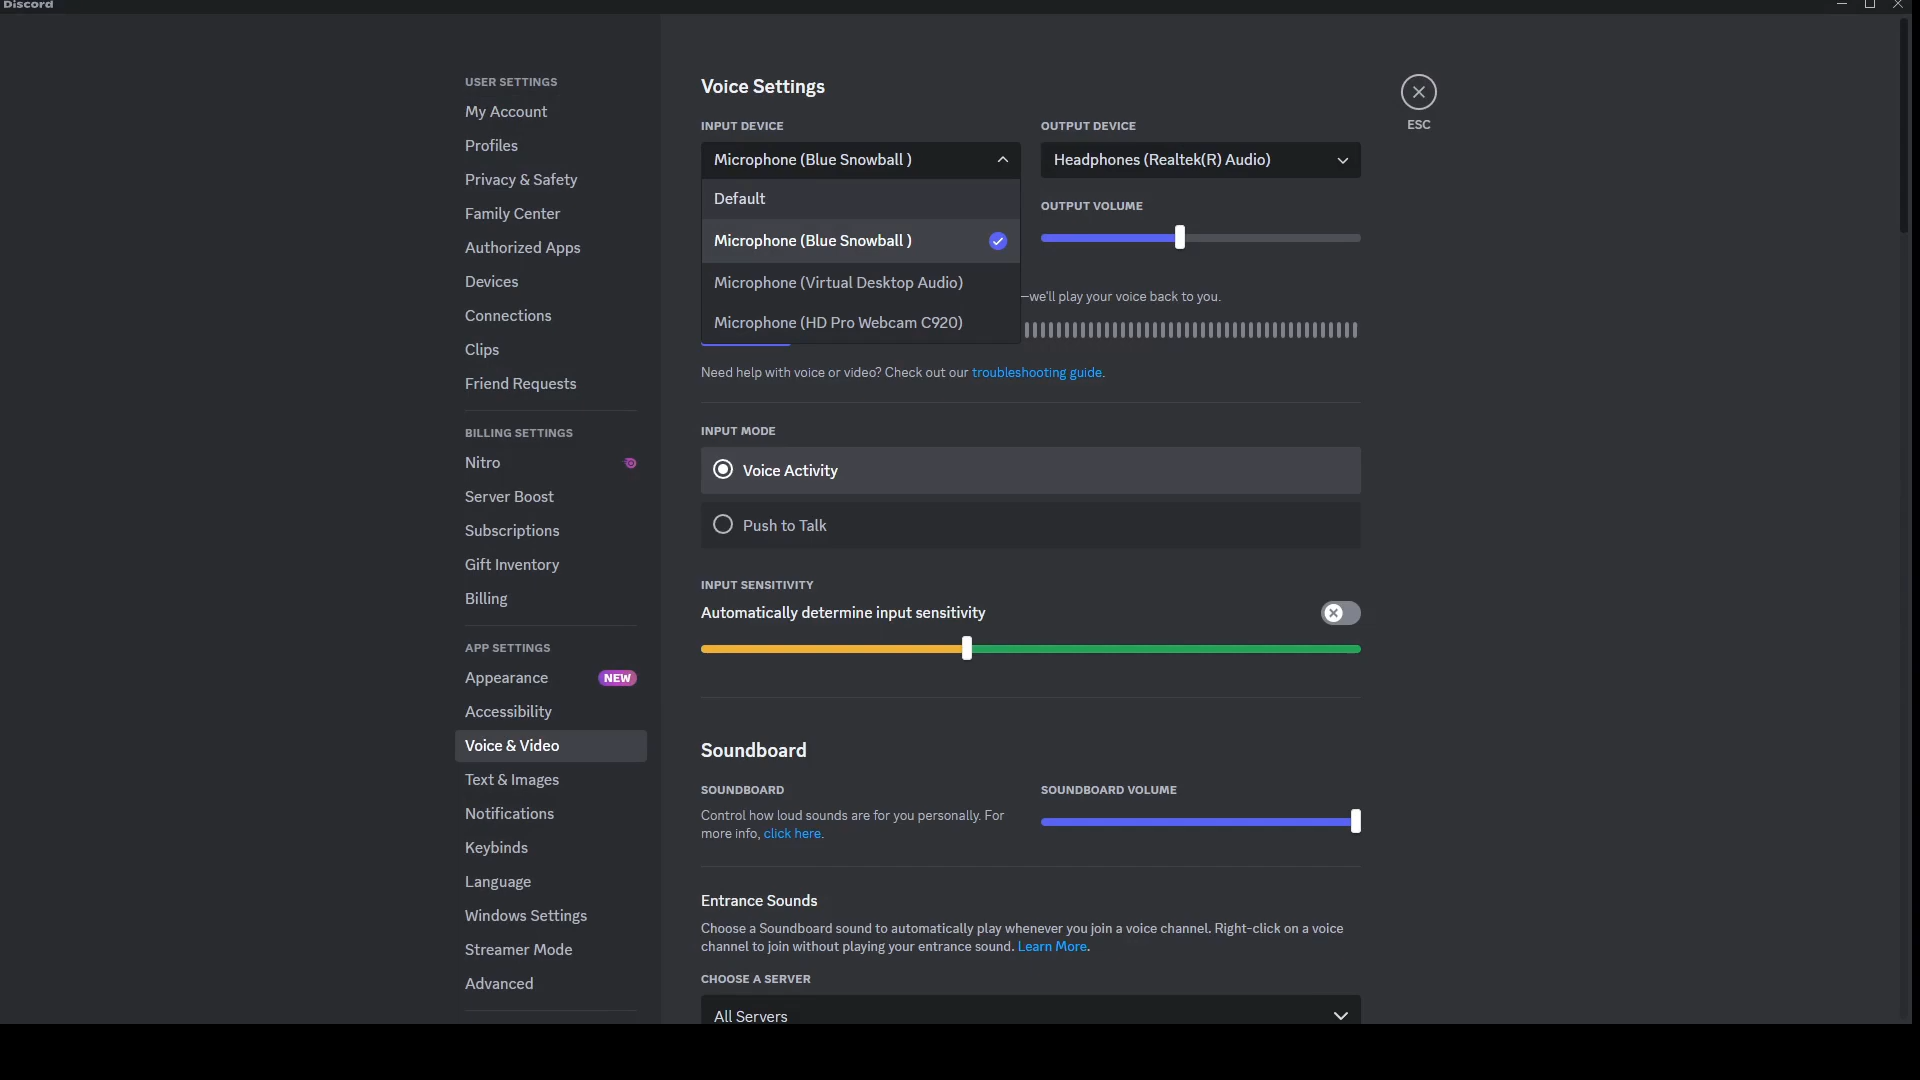 Discord
USER SETTINGS
My Account
Profiles
Privacy & Safety
Family Center
Authorized Apps
Devices
Connections
Clips
Friend Requests
BILLING SETTINGS
Nitro
Server Boost
Subscriptions
Gift Inventory
Billing
APP SETTINGS
Appearance NEW
Accessibility
Voice & Video
Text & Images
Notifications
Keybinds
Language
Windows Settings
Streamer Mode
Advanced
Voice Settings
INPUT DEVICE
Microphone (Blue Snowball )
Default
Microphone (Blue Snowball )
Microphone (Virtual Desktop Audio)
Microphone (HD Pro Webcam C920)
OUTPUT DEVICE
Headphones (Realtek(R) Audio)
OUTPUT VOLUME
—we'll play your voice back to you.
Need help with voice or video? Check out our troubleshooting guide.
INPUT MODE
Voice Activity
Push to Talk
INPUT SENSITIVITY
Automatically determine input sensitivity
Soundboard
SOUNDBOARD
Control how loud sounds are for you personally. For
more info, click here.
SOUNDBOARD VOLUME
Entrance Sounds
Choose a Soundboard sound to automatically play whenever you join a voice channel. Right-click on a voice
channel to join without playing your entrance sound. Learn More.
CHOOSE A SERVER
All Servers
ESC